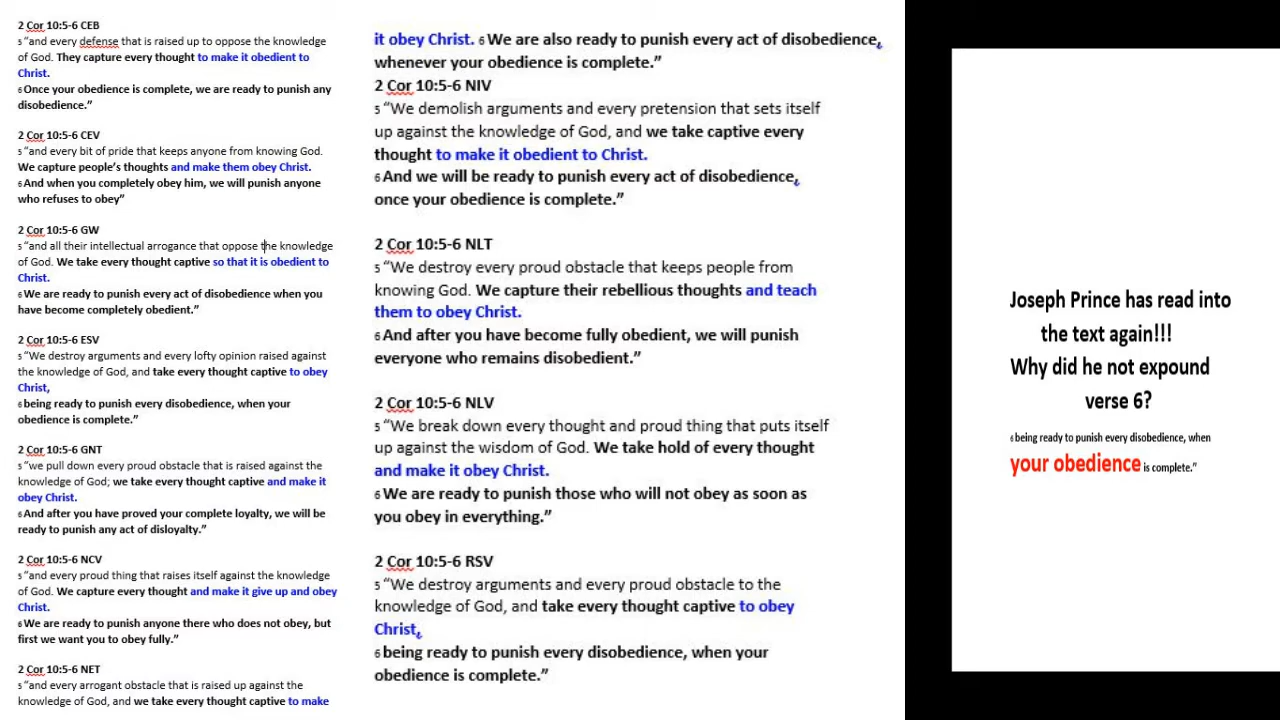 2 Cor 10:5-6 CEB
5 “and every defense that is raised up to oppose the knowledge
of God. They capture every thought to make it obedient to
Christ.
6 Once your obedience is complete, we are ready to punish any
disobedience.”
2 Cor 10:5-6 CEV
5 “and every bit of pride that keeps anyone from knowing God.
We capture people’s thoughts and make them obey Christ.
6 And when you completely obey him, we will punish anyone
who refuses to obey”
2 Cor 10:5-6 GW
5 “and all their intellectual arrogance that oppose the knowledge
of God. We take every thought captive so that it is obedient to
Christ.
6 We are ready to punish every act of disobedience when you
have become completely obedient.”
2 Cor 10:5-6 ESV
5 “We destroy arguments and every lofty opinion raised against
the knowledge of God, and take every thought captive to obey
Christ,
6 being ready to punish every disobedience, when your
obedience is complete.”
2 Cor 10:5-6 GNT
5 “we pull down every proud obstacle that is raised against the
knowledge of God; we take every thought captive and make it
obey Christ.
6 And after you have proved your complete loyalty, we will be
ready to punish any act of disloyalty.”
2 Cor 10:5-6 NCV
5 “and every proud thing that raises itself against the knowledge
of God. We capture every thought and make it give up and obey
Christ.
6 We are ready to punish anyone there who does not obey, but
first we want you to obey fully.”
2 Cor 10:5-6 NET
5 “and every arrogant obstacle that is raised up against the
knowledge of God, and we take every thought captive to make
it obey Christ. 6 We are also ready to punish every act of disobedience,
whenever your obedience is complete.”
2 Cor 10:5-6 NIV
5 “We demolish arguments and every pretension that sets itself
up against the knowledge of God, and we take captive every
thought to make it obedient to Christ.
6 And we will be ready to punish every act of disobedience,
once your obedience is complete.”
2 Cor 10:5-6 NLT
5 “We destroy every proud obstacle that keeps people from
knowing God. We capture their rebellious thoughts and teach
them to obey Christ.
6 And after you have become fully obedient, we will punish
everyone who remains disobedient.”
2 Cor 10:5-6 NLV
5 “We break down every thought and proud thing that puts itself
up against the wisdom of God. We take hold of every thought
and make it obey Christ.
6 We are ready to punish those who will not obey as soon as
you obey in everything.”
2 Cor 10:5-6 RSV
5 “We destroy arguments and every proud obstacle to the
knowledge of God, and take every thought captive to obey
Christ,
6 being ready to punish every disobedience, when your
obedience is complete.”
Joseph Prince has read into
the text again!!!
Why did he not expound
verse 6?
6 being ready to punish every disobedience, when
your obedience is complete.”